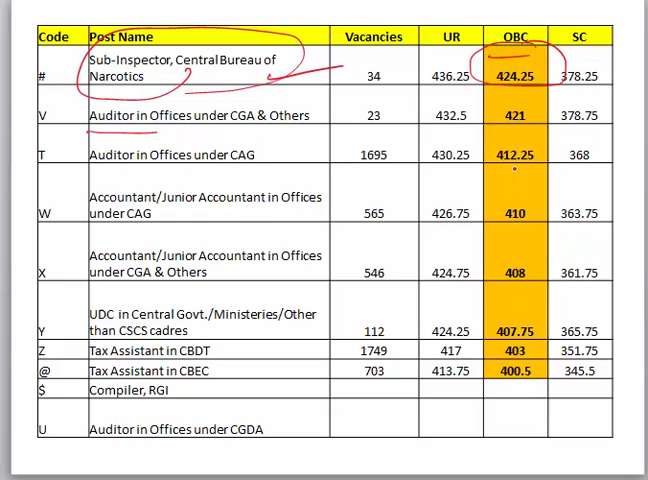 Code Post Name Vacancies UR OBC SC
Sub-Inspector, Central Bureau of
# Narcotics 34 436.25 424.25 378.25
V Auditor in Offices under CGA & Others 23 432.5 421 378.75
T Auditor in Offices under CAG 1695 430.25 412.25 368
Accountant/Junior Accountant in Offices
W under CAG 565 426.75 410 363.75
Accountant/Junior Accountant in Offices
X under CGA & Others 546 424.75 408 361.75
UDC in Central Govt./Ministeries/Other
Y than CSCS cadres 112 424.25 407.75 365.75
Z Tax Assistant in CBDT 1749 417 403 351.75
@ Tax Assistant in CBEC 703 413.75 400.5 345.5
$ Compiler, RGI
U Auditor in Offices under CGDA